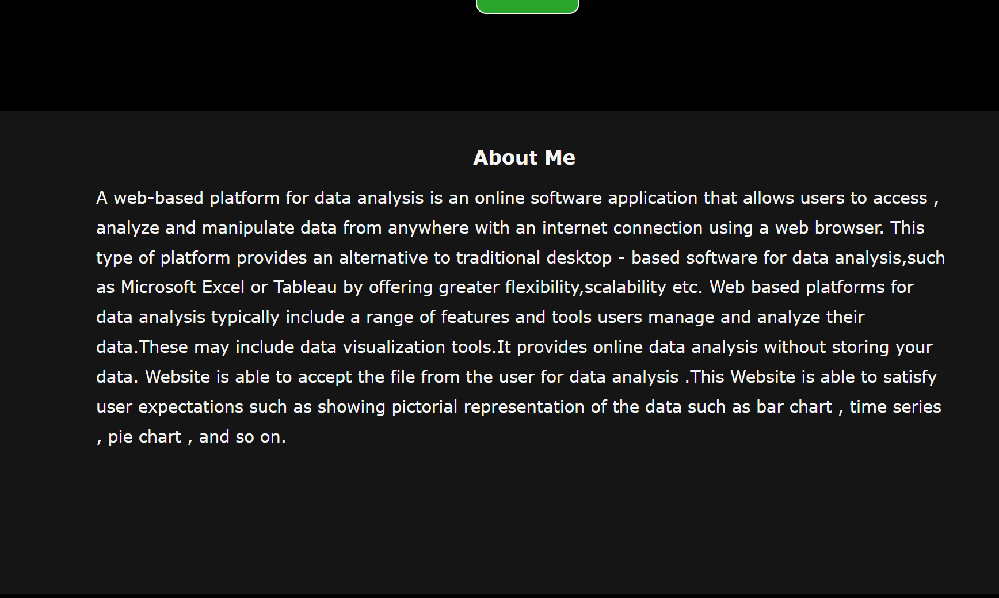 About Me
A web-based platform for data analysis is an online software application that allows users to access ,
analyze and manipulate data from anywhere with an internet connection using a web browser. This
type of platform provides an alternative to traditional desktop - based software for data analysis,such
as Microsoft Excel or Tableau by offering greater flexibility,scalability etc. Web based platforms for
data analysis typically include a range of features and tools users manage and analyze their
data.These may include data visualization tools.It provides online data analysis without storing your
data. Website is able to accept the file from the user for data analysis .This Website is able to satisfy
user expectations such as showing pictorial representation of the data such as bar chart , time series
, pie chart , and so on.